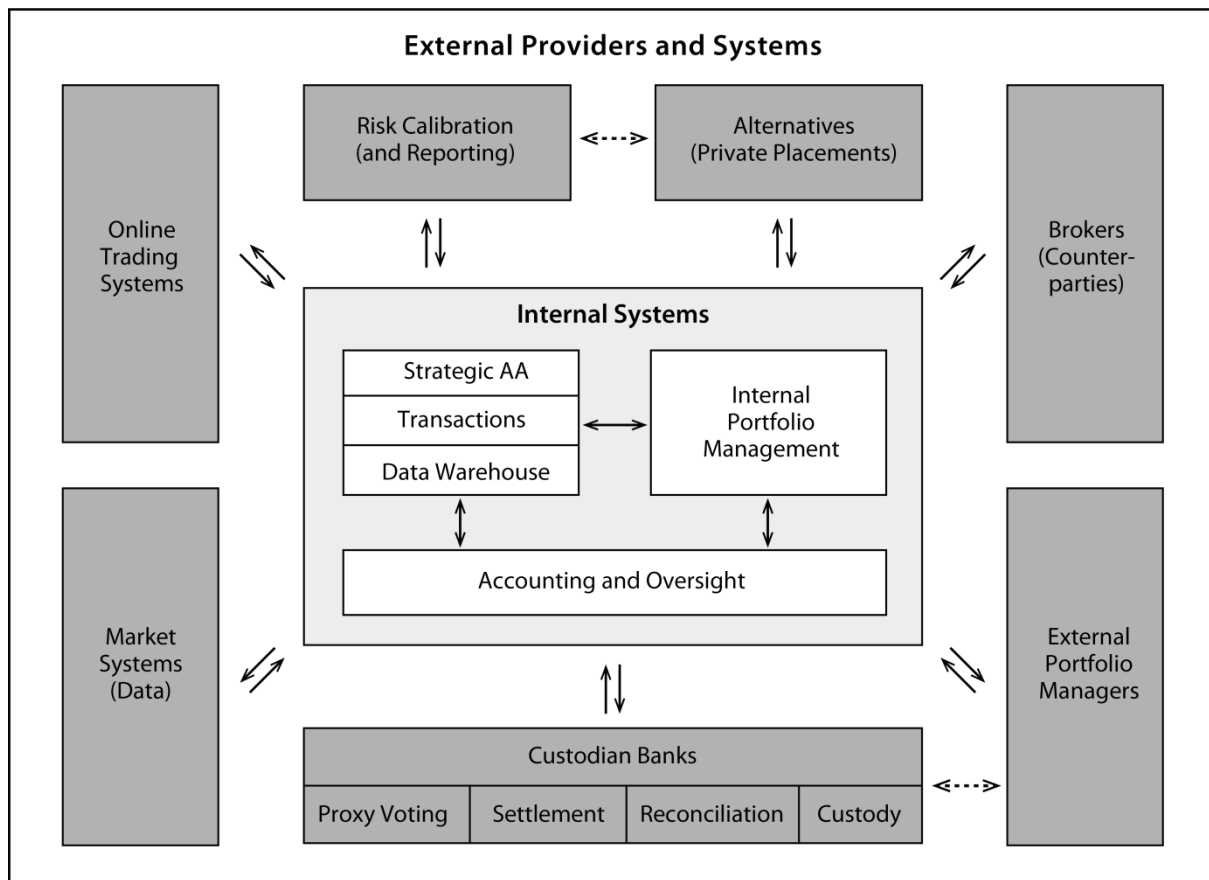 External Providers and Systems
Risk Calibration
(and Reporting)
Alternatives
(Private Placements)
Online
Trading
Systems
Brokers
(Counter-
parties)
Internal Systems
Strategic AA
Transactions
Data Warehouse
Internal
Portfolio
Management
Accounting and Oversight
Market
Systems
(Data)
External
Portfolio
Managers
Custodian Banks
Proxy Voting
Settlement
Reconciliation
Custody